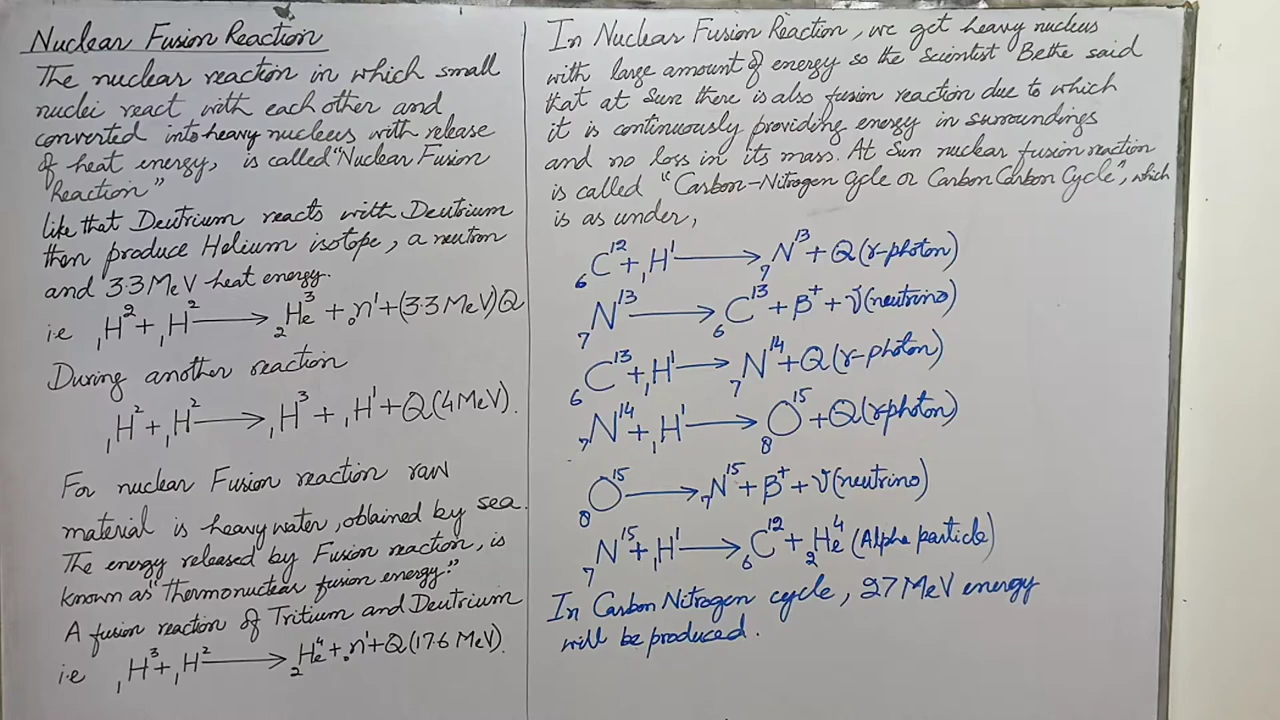 Nuclear Fusion Reaction
The nuclear reaction in which small
nuclei react with each other and
converted into heavy nucleus with release
of heat energy, is called "Nuclear Fusion
Reaction"
like that Deutrium reacts with Deutrium
then produce Helium isotope, a neutron
and 3.3 MeV heat energy.
i.e ₁H² + ₁H² ⟶ ₂He³ + ₀n¹ + (3.3 MeV)Q
During another reaction
₁H² + ₁H² ⟶ ₁H³ + ₁H¹ + Q(4MeV).
For nuclear Fusion reaction raw
material is heavy water, obtained by sea.
The energy released by Fusion reaction, is
known as "Thermonuclear fusion energy."
A fusion reaction of Tritium and Deutrium
i.e ₁H³ + ₁H² ⟶ ₂He⁴ + ₀n¹ + Q(17.6 MeV).
In Nuclear Fusion Reaction, we get heavy nucleus
with large amount of energy so the Scientist Bethe said
that at Sun there is also fusion reaction due to which
it is continuously providing energy in surroundings
and no loss in its mass. At Sun nuclear fusion reaction
is called "Carbon-Nitrogen Cycle or Carbon Carbon Cycle", which
is as under,
₆C¹² + ₁H¹ ⟶ ₇N¹³ + Q(γ-photon)
₇N¹³ ⟶ ₆C¹³ + β⁺ + ν(neutrino)
₆C¹³ + ₁H¹ ⟶ ₇N¹⁴ + Q(γ-photon)
₇N¹⁴ + ₁H¹ ⟶ ₈O¹⁵ + Q(γ-photon)
₈O¹⁵ ⟶ ₇N¹⁵ + β⁺ + ν(neutrino)
₇N¹⁵ + ₁H¹ ⟶ ₆C¹² + ₂He⁴ (Alpha particle)
In Carbon Nitrogen cycle, 27 MeV energy
will be produced.